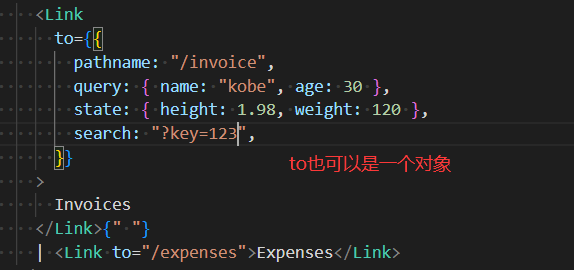 <Link
to={{
pathname: "/invoice",
query: { name: "kobe", age: 30 },
state: { height: 1.98, weight: 120 },
search: "?key=123",
}}
to也可以是一个对象
>
Invoices
</Link>{" "}
| <Link to="/expenses">Expenses</Link>